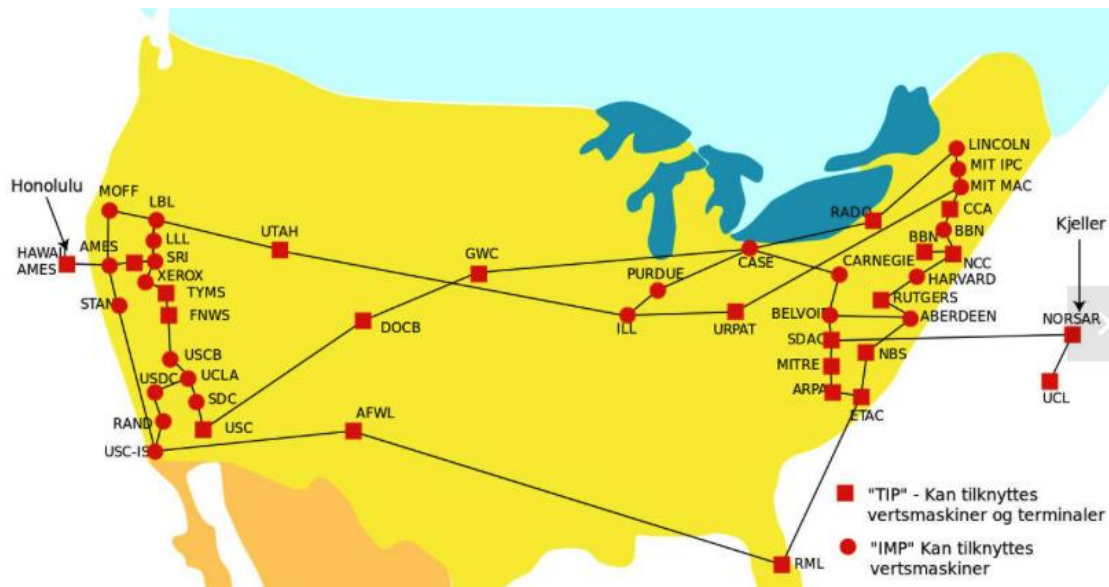 LINCOLN
MIT IPC
MIT MAC
Honolulu
MOFF
LBL
RADC
CCA
Kjeller
UTAH
BBN
HAWAI
AMES
AMES
LLL
SRI
GWC
CASE
CARNEGIE
BBN
NCC
XEROX
PURDUE
HARVARD
TYMS
STAN
FNWS
DOCB
ILL
URPAT
BELVOI
RUTGERS
ABERDEEN
NORSAR
SDAC
NBS
USCB
USDC
UCLA
MITRE
SDC
ARPA
UCL
RAND
USC
AFWL
ETAC
USC-IS
RML
"TIP" - Kan tilknyttes
vertsmaskiner og terminaler
"IMP" Kan tilknyttes
vertsmaskiner